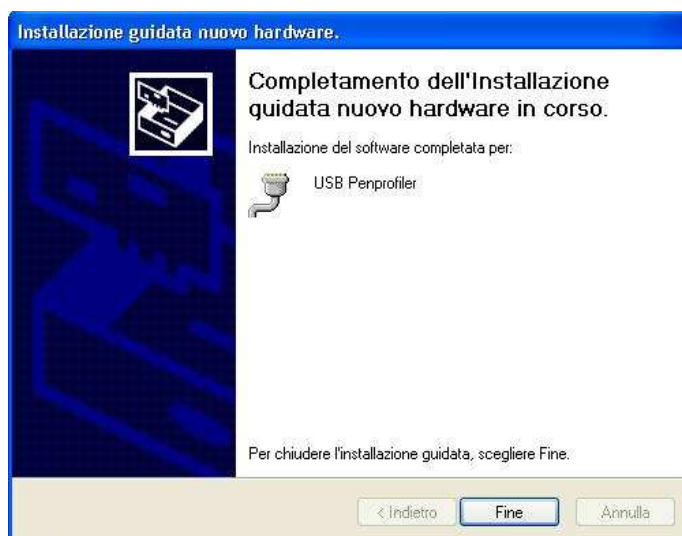 Installazione guidata nuovo hardware.
Completamento dell'Installazione
guidata nuovo hardware in corso.
Installazione del software completata per:
USB Penprofiler
Per chiudere l'installazione guidata, scegliere Fine.
< Indietro Fine Annulla